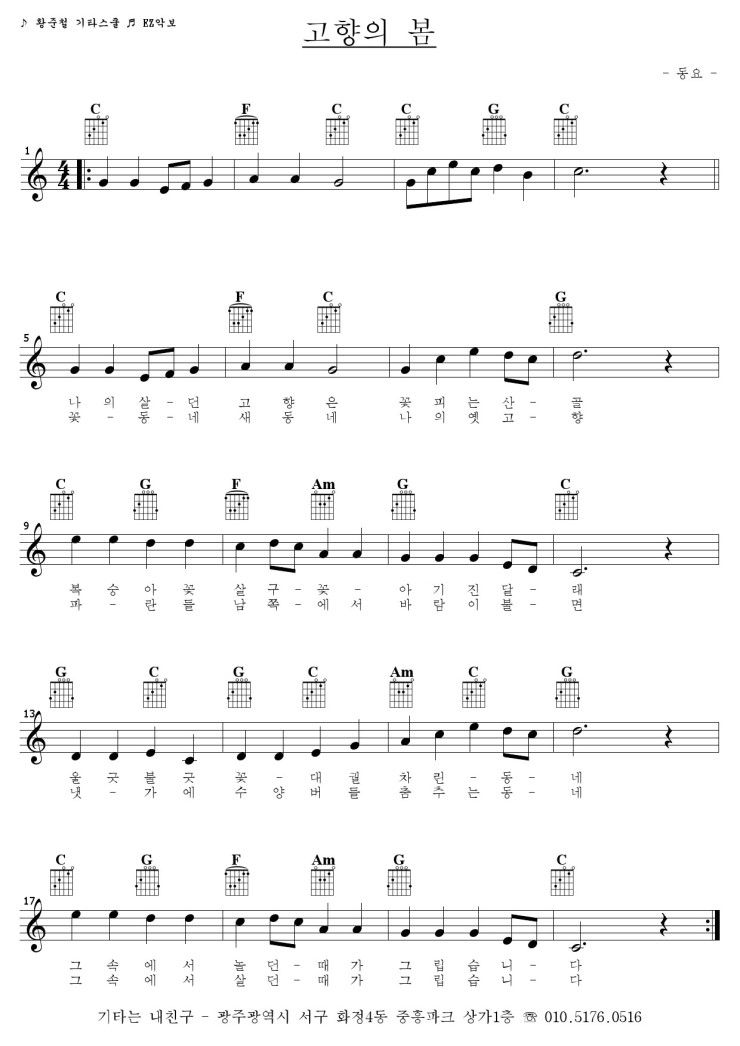 ♪ 황준철 기타스쿨 ♬ EZ악보
고향의 봄
- 동요 -
C F C C G C
1
4/4
C F C G
5
나 의 살 - 던 고 향 은 꽃 피 는 산 - 골
꽃 - 동 - 네 새 동 네 나 의 옛 고 - 향
C G F Am G C
9
복 숭 아 꽃 살 구 - 꽃 - 아 기 진 달 - 래
파 - 란 들 남 쪽 - 에 서 바 람 이 불 - 면
G C G C Am C G
13
울 긋 불 긋 꽃 - 대 궐 차 린 - 동 - 네
냇 - 가 에 수 양 버 들 춤 추 는 동 - 네
C G F Am G C
17
그 속 에 서 놀 던 - 때 가 그 립 습 니 - 다
그 속 에 서 살 던 - 때 가 그 립 습 니 - 다
기타는 내친구 - 광주광역시 서구 화정4동 중흥파크 상가1층 ☏ 010.5176.0516